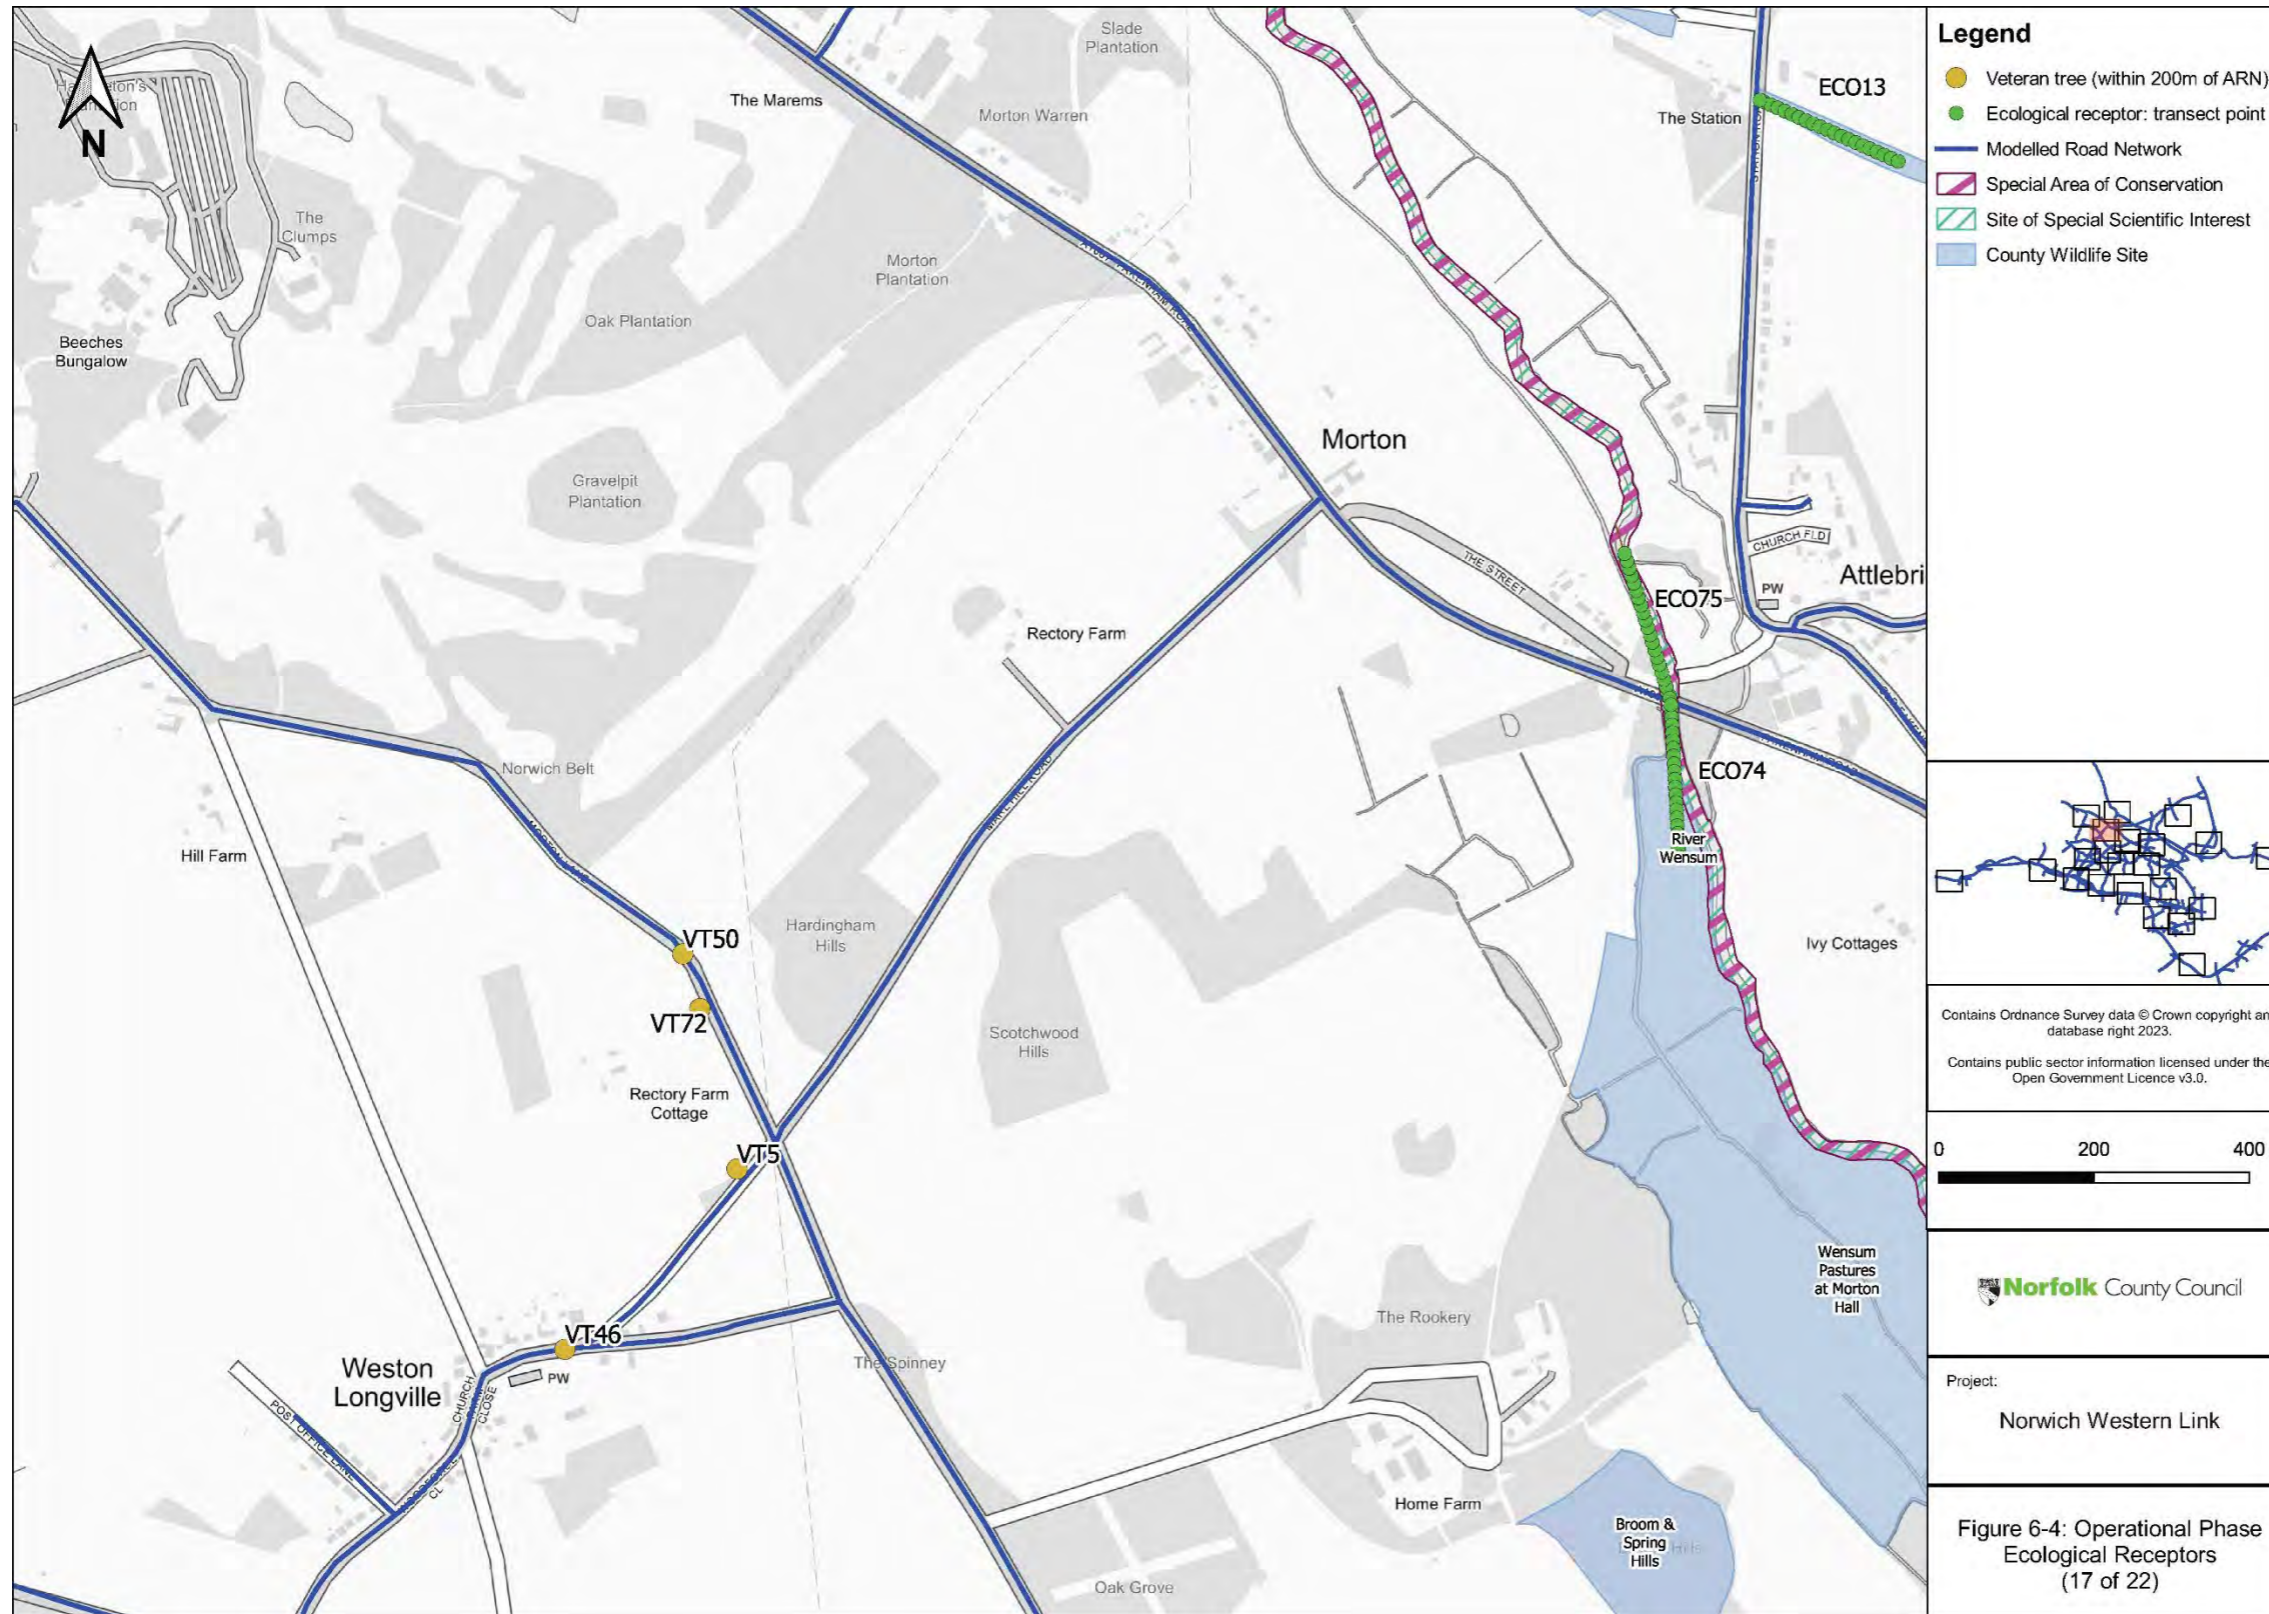 N
Slade
Plantation
The Marems
Morton Warren
The Station
ECO13
The
Clumps
Morton
Plantation
Oak Plantation
Beeches
Bungalow
Morton
Gravelpit
Plantation
THE STREET
CHURCH FLD
PW
Attlebri
ECO75
Rectory Farm
Norwich Belt
ECO74
MORTON LANE
River
Wensum
Hill Farm
Hardingham
Hills
VT50
VT72
Ivy Cottages
Scotchwood
Hills
Rectory Farm
Cottage
VT5
Wensum
Pastures
at Morton
Hall
The Rookery
VT46
The Spinney
PW
Weston
Longville
CHURCH
CLOSE
POST OFFICE LANE
CL
Home Farm
Broom &
Spring
Hills
Oak Grove
Legend
Veteran tree (within 200m of ARN)
Ecological receptor: transect point
Modelled Road Network
Special Area of Conservation
Site of Special Scientific Interest
County Wildlife Site
Contains Ordnance Survey data © Crown copyright an
database right 2023.
Contains public sector information licensed under the
Open Government Licence v3.0.
0 200 400
Norfolk County Council
Project:
Norwich Western Link
Figure 6-4: Operational Phase
Ecological Receptors
(17 of 22)